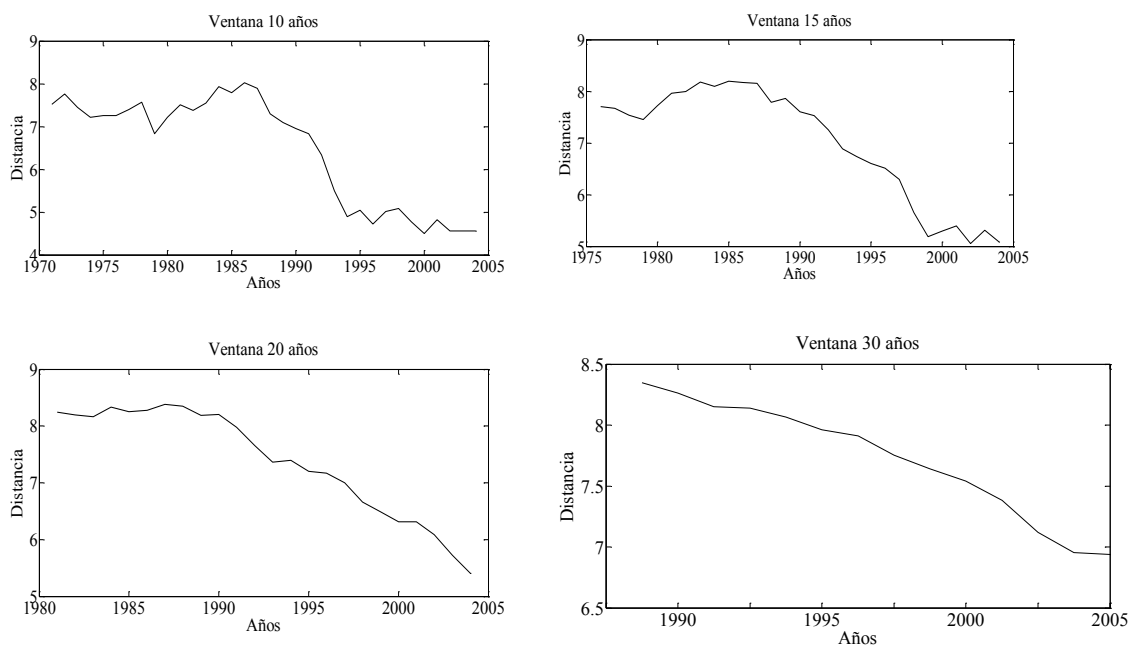 Ventana 10 años
9
8
7
6
5
4
Distancia
1970 1975 1980 1985 1990 1995 2000 2005
Años
Ventana 15 años
9
8
7
6
5
Distancia
1975 1980 1985 1990 1995 2000 2005
Años
Ventana 20 años
9
8
7
6
5
Distancia
1980 1985 1990 1995 2000 2005
Años
Ventana 30 años
8.5
8
7.5
7
6.5
Distancia
1990 1995 2000 2005
Años